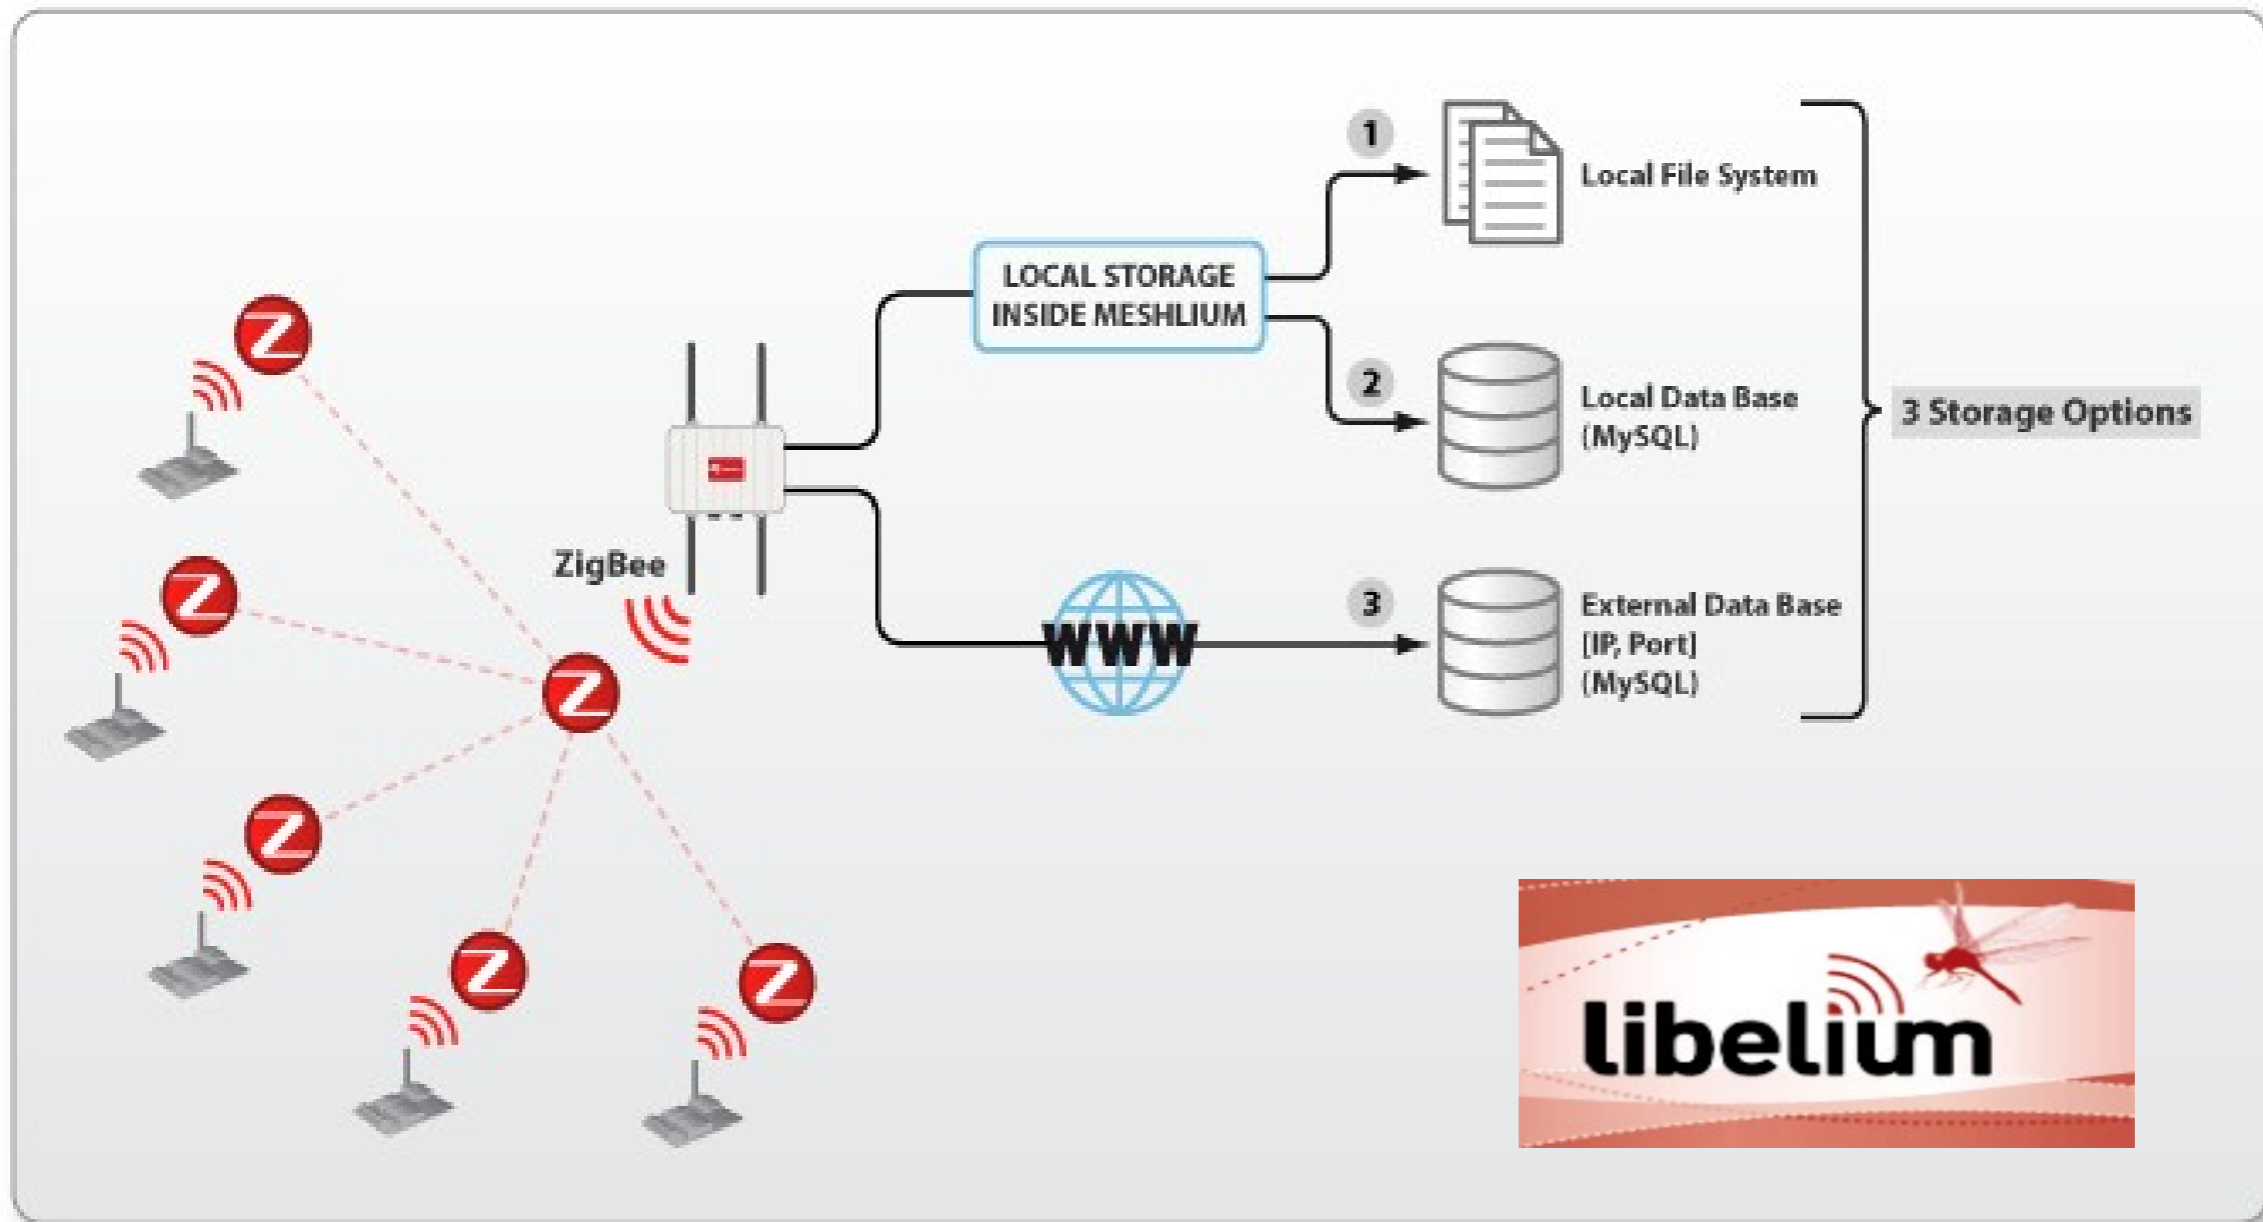 1
Local File System
LOCAL STORAGE
INSIDE MESHLIUM
2
Local Data Base
(MySQL)
3 Storage Options
ZigBee
WWW
3
External Data Base
[IP, Port]
(MySQL)
Z
Z
Z
Z
Z
Z
libelium